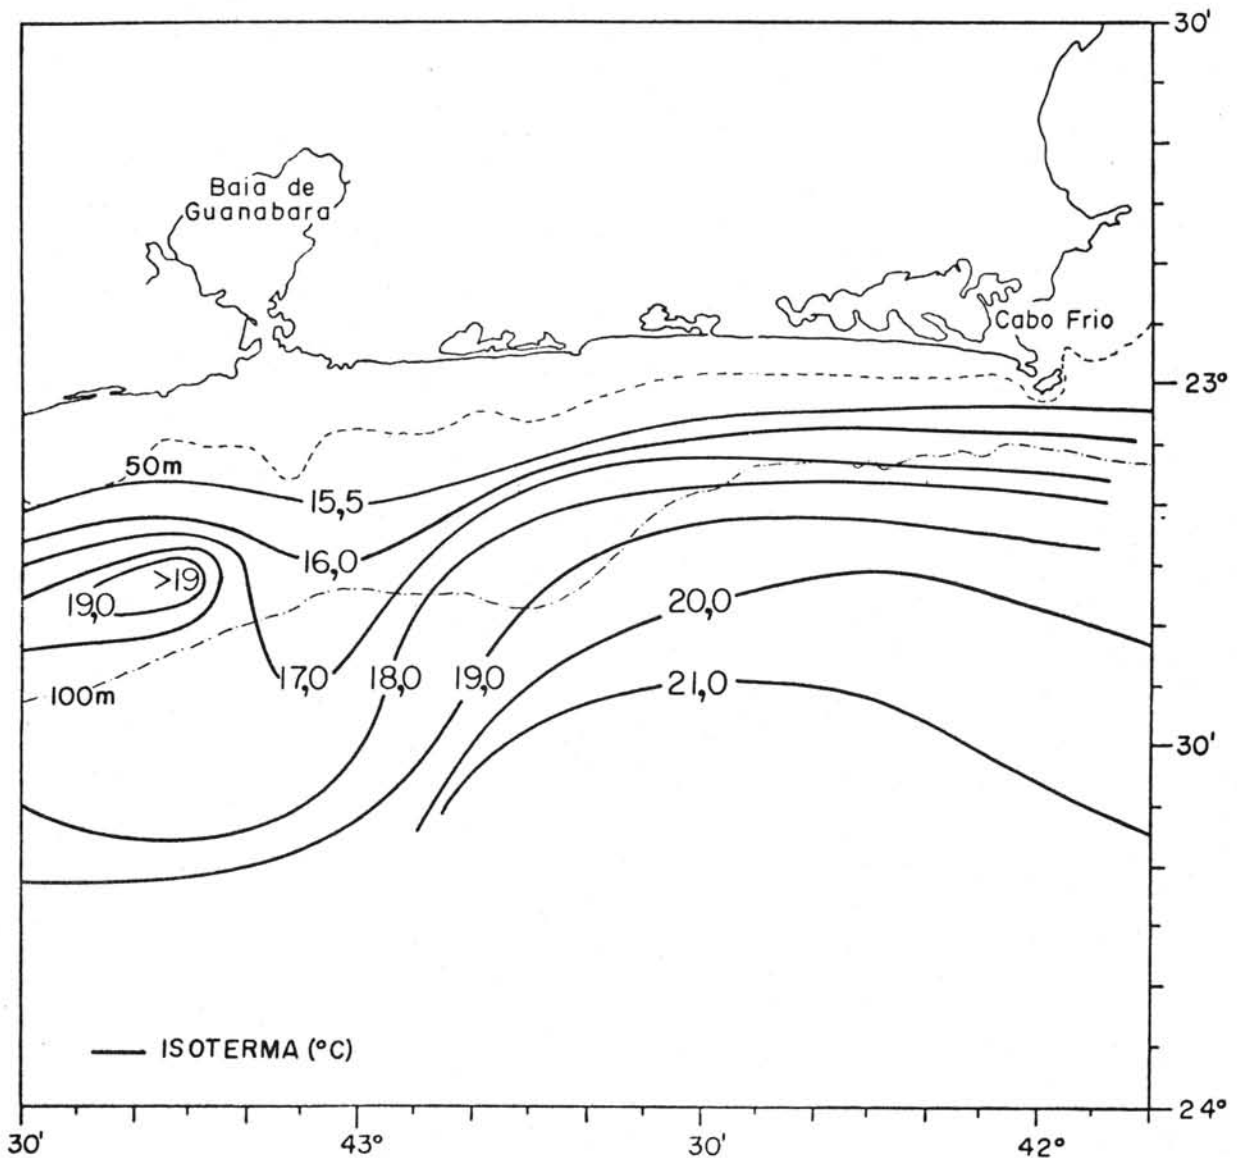 30'
Baia de
Guanabara
Cabo Frio
23°
50m
15,5
16,0
>19
19,0
20,0
17,0
18,0
19,0
21,0
100m
30'
ISOTERMA (°C)
24°
30'
43°
30'
42°